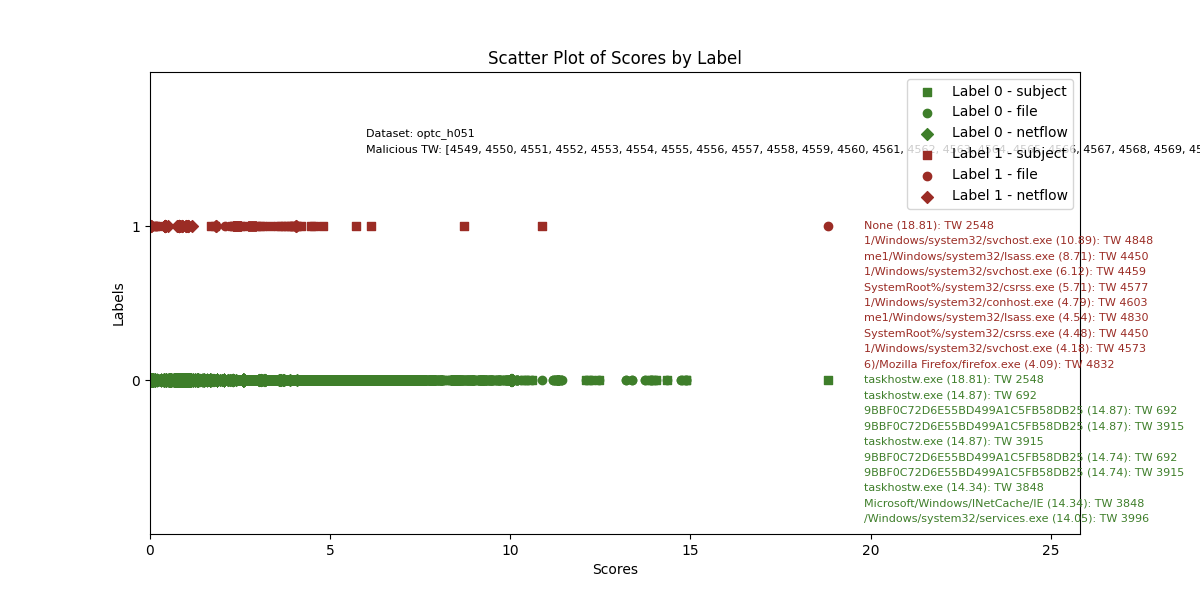 Scatter Plot of Scores by Label
Label 0 - subject
Label 0 - file
Label 0 - netflow
Label 1 - subject
Label 1 - file
Label 1 - netflow
Dataset: optc_h051
Malicious TW: [4549, 4550, 4551, 4552, 4553, 4554, 4555, 4556, 4557, 4558, 4559, 4560, 4561, 4562, 4563, 4564, 4565, 4566, 4567, 4568, 4569, 45
Labels
1
0
None (18.81): TW 2548
1/Windows/system32/svchost.exe (10.89): TW 4848
me1/Windows/system32/lsass.exe (8.71): TW 4450
1/Windows/system32/svchost.exe (6.12): TW 4459
SystemRoot%/system32/csrss.exe (5.71): TW 4577
1/Windows/system32/conhost.exe (4.79): TW 4603
me1/Windows/system32/lsass.exe (4.54): TW 4830
SystemRoot%/system32/csrss.exe (4.48): TW 4450
1/Windows/system32/svchost.exe (4.18): TW 4573
6)/Mozilla Firefox/firefox.exe (4.09): TW 4832
taskhostw.exe (18.81): TW 2548
taskhostw.exe (14.87): TW 692
9BBF0C72D6E55BD499A1C5FB58DB25 (14.87): TW 692
9BBF0C72D6E55BD499A1C5FB58DB25 (14.87): TW 3915
taskhostw.exe (14.87): TW 3915
9BBF0C72D6E55BD499A1C5FB58DB25 (14.74): TW 692
9BBF0C72D6E55BD499A1C5FB58DB25 (14.74): TW 3915
taskhostw.exe (14.34): TW 3848
Microsoft/Windows/INetCache/IE (14.34): TW 3848
/Windows/system32/services.exe (14.05): TW 3996
0 5 10 15 20 25
Scores